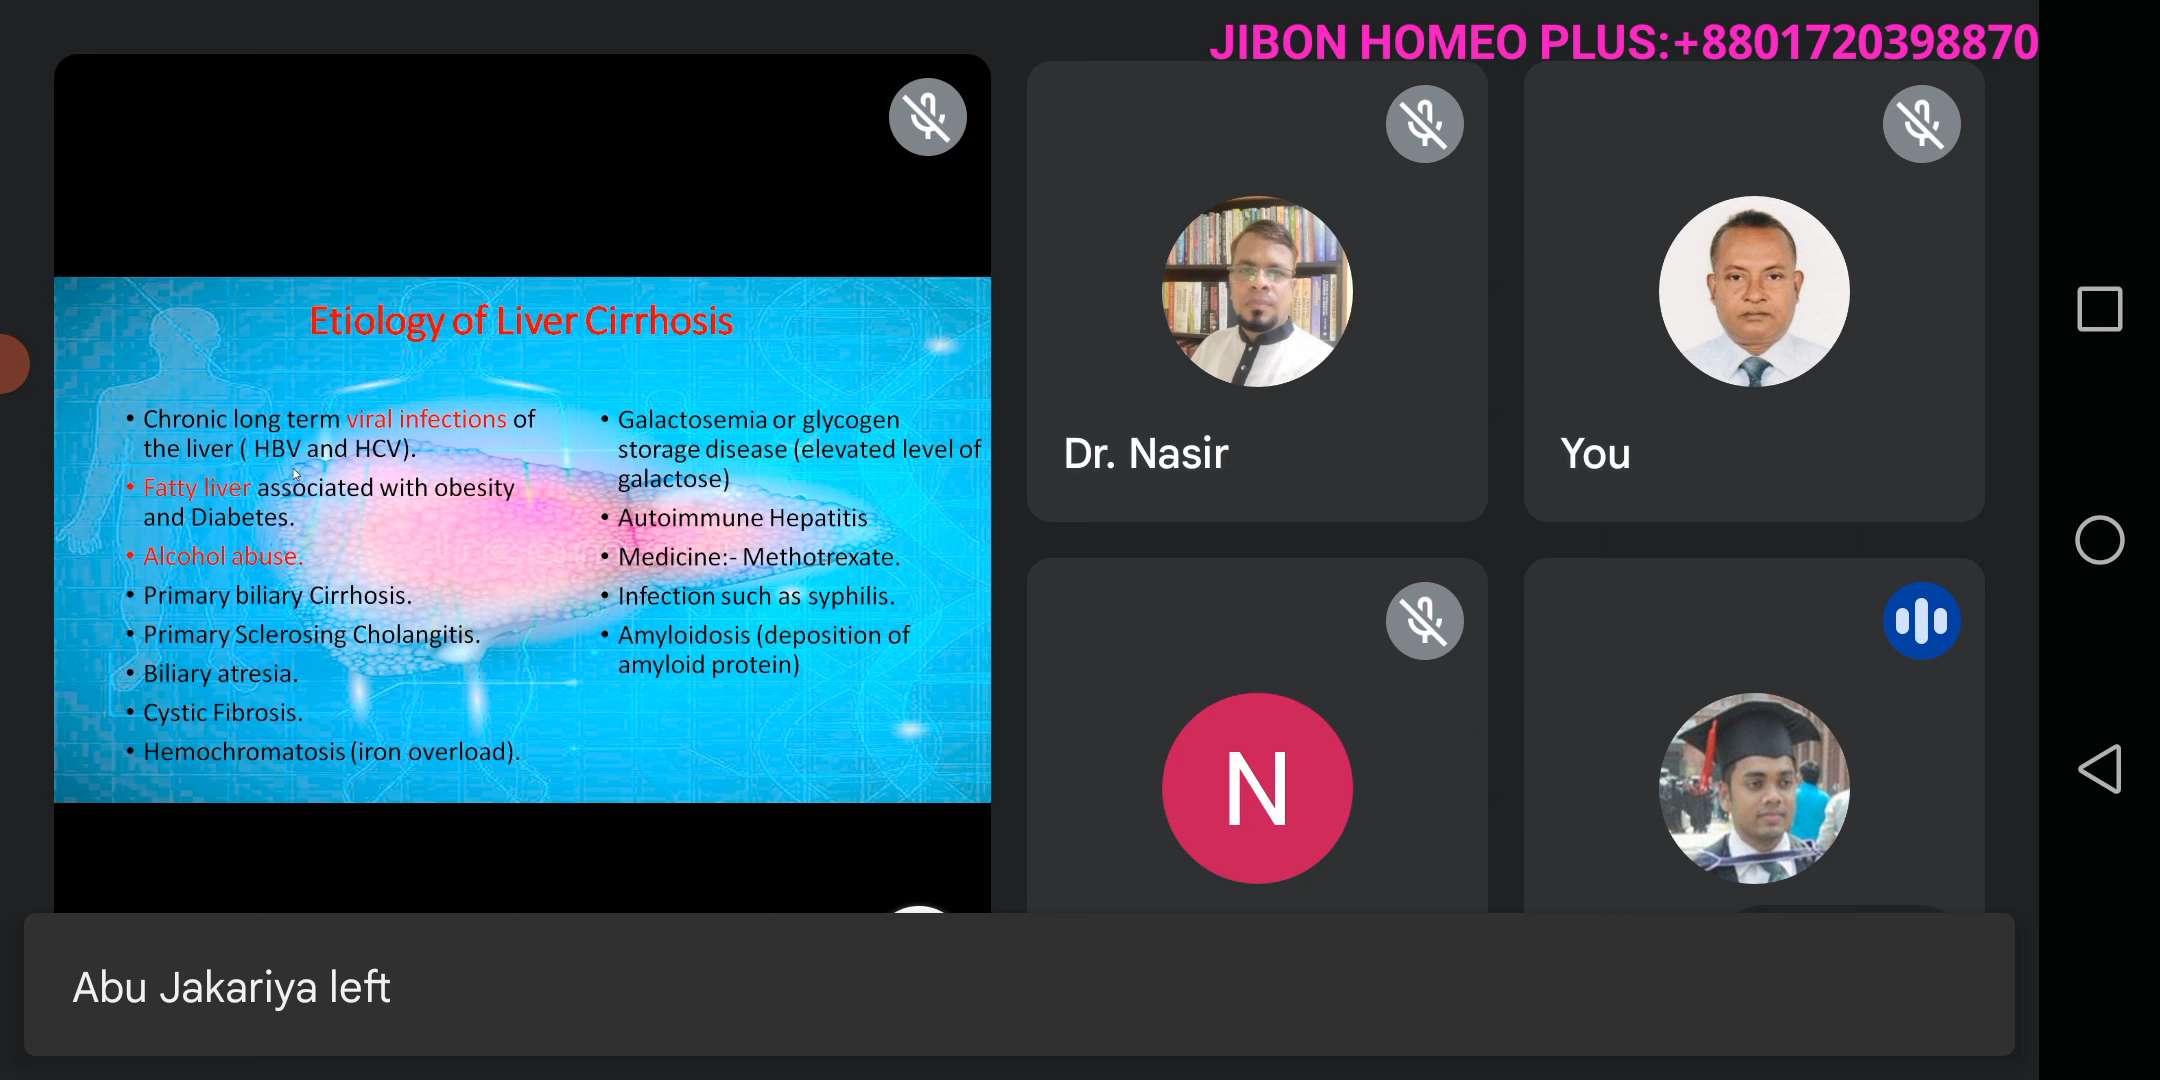 JIBON HOMEO PLUS:+8801720398870
Etiology of Liver Cirrhosis
• Chronic long term viral infections of
the liver ( HBV and HCV).
• Fatty liver associated with obesity
and Diabetes.
• Alcohol abuse.
• Primary biliary Cirrhosis.
• Primary Sclerosing Cholangitis.
• Biliary atresia.
• Cystic Fibrosis.
• Hemochromatosis (iron overload).
• Galactosemia or glycogen
storage disease (elevated level of
galactose)
• Autoimmune Hepatitis
• Medicine:- Methotrexate.
• Infection such as syphilis.
• Amyloidosis (deposition of
amyloid protein)
Dr. Nasir
You
N
Abu Jakariya left